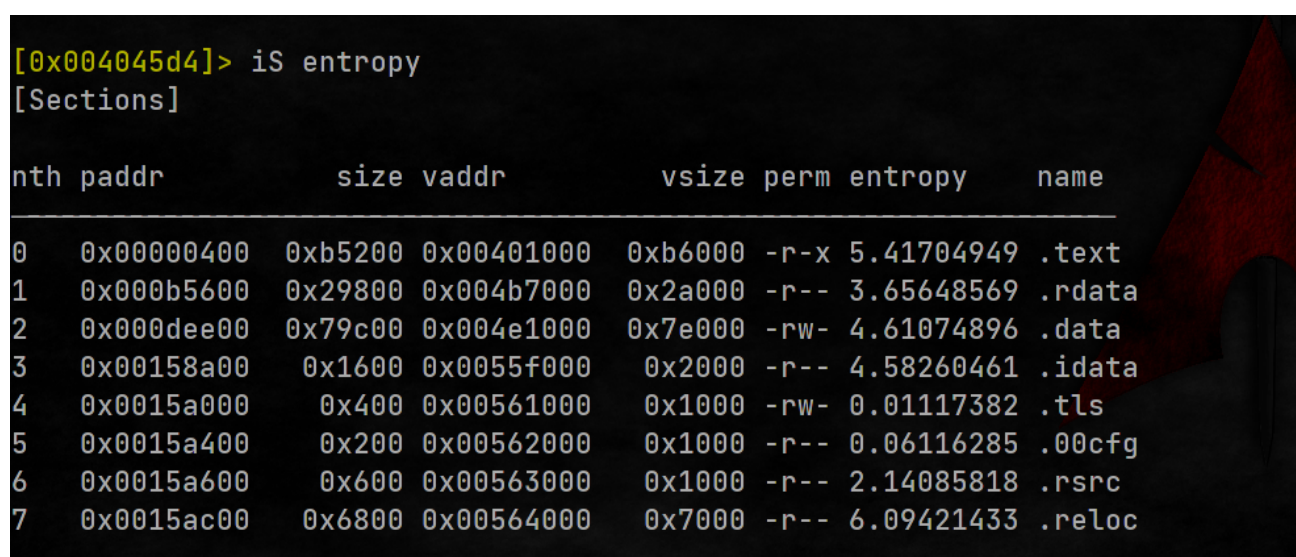 [0x004045d4]> iS entropy
[Sections]
nth paddr size vaddr vsize perm entropy name
0 0x00000400 0xb5200 0x00401000 0xb6000 -r-x 5.41704949 .text
1 0x000b5600 0x29800 0x004b7000 0x2a000 -r-- 3.65648569 .rdata
2 0x000dee00 0x79c00 0x004e1000 0x7e000 -rw- 4.61074896 .data
3 0x00158a00 0x1600 0x0055f000 0x2000 -r-- 4.58260461 .idata
4 0x0015a000 0x400 0x00561000 0x1000 -rw- 0.01117382 .tls
5 0x0015a400 0x200 0x00562000 0x1000 -r-- 0.06116285 .00cfg
6 0x0015a600 0x600 0x00563000 0x1000 -r-- 2.14085818 .rsrc
7 0x0015ac00 0x6800 0x00564000 0x7000 -r-- 6.09421433 .reloc